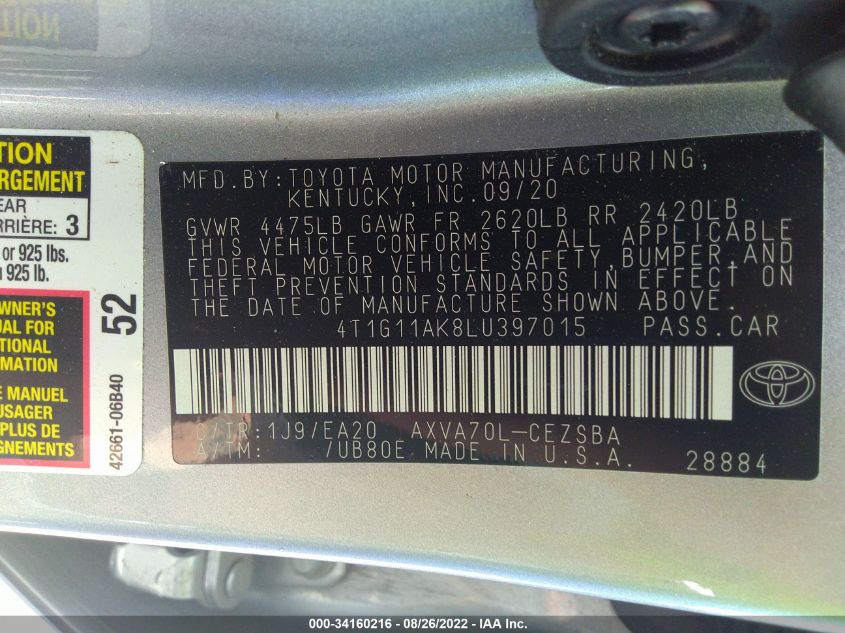 TION
TION
RGEMENT
EAR
RRIÈRE: 3
or 925 lbs.
925 lb.
WNER'S
UAL FOR
TIONAL
RMATION
E MANUEL
USAGER
PLUS DE
GNEMENTS
52
42661-06B40
MFD.BY:TOYOTA MOTOR MANUFACTURING,
KENTUCKY,INC.09/20
GVWR 4475LB GAWR FR 2620LB RR 2420LB
THIS VEHICLE CONFORMS TO ALL APPLICABLE
FEDERAL MOTOR VEHICLE SAFETY,BUMPER,AND
THEFT PREVENTION STANDARDS IN EFFECT ON
THE DATE OF MANUFACTURE SHOWN ABOVE.
4T1G11AK8LU397015 PASS.CAR
C/TR:1J9/EA20 AXVA70L-CEZSBA
A/TM: /UB80E MADE IN U.S.A. 28884
000-34160216 - 08/26/2022 - IAA Inc.